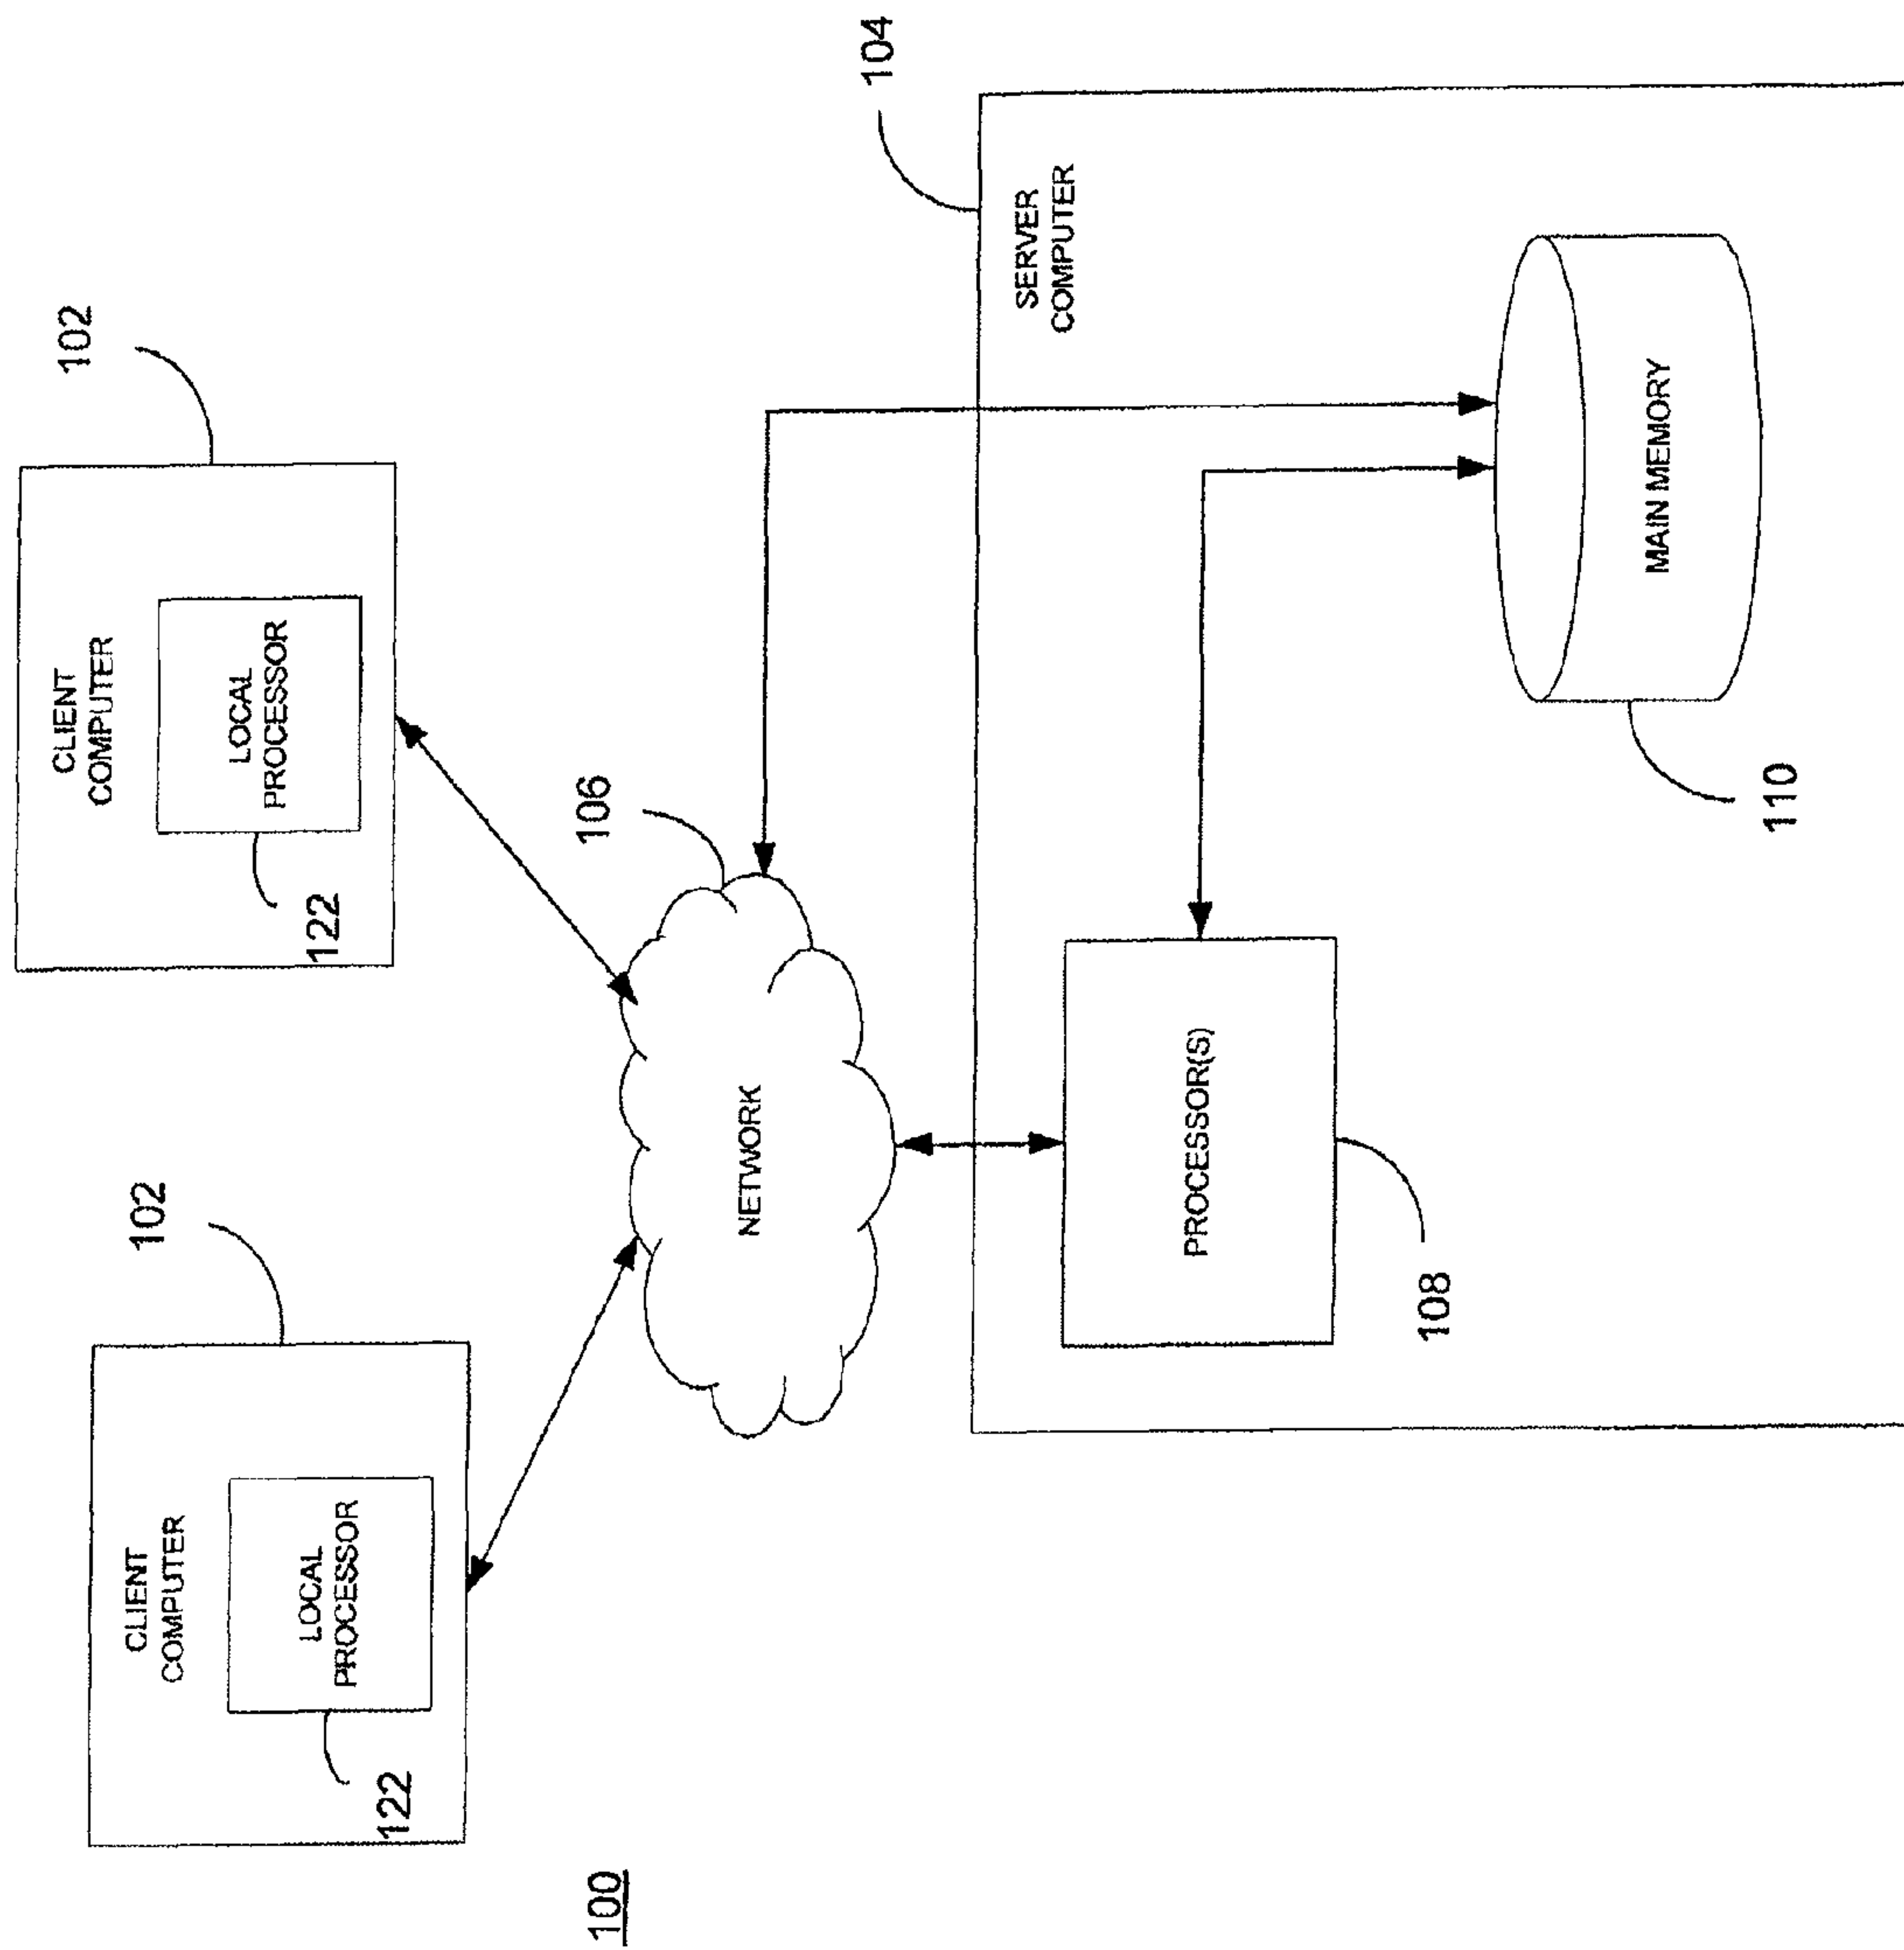 100
102
CLIENT
COMPUTER
LOCAL
PROCESSOR
122
102
CLIENT
COMPUTER
LOCAL
PROCESSOR
122
106
NETWORK
104
SERVER
COMPUTER
PROCESSOR(S)
108
MAIN MEMORY
110